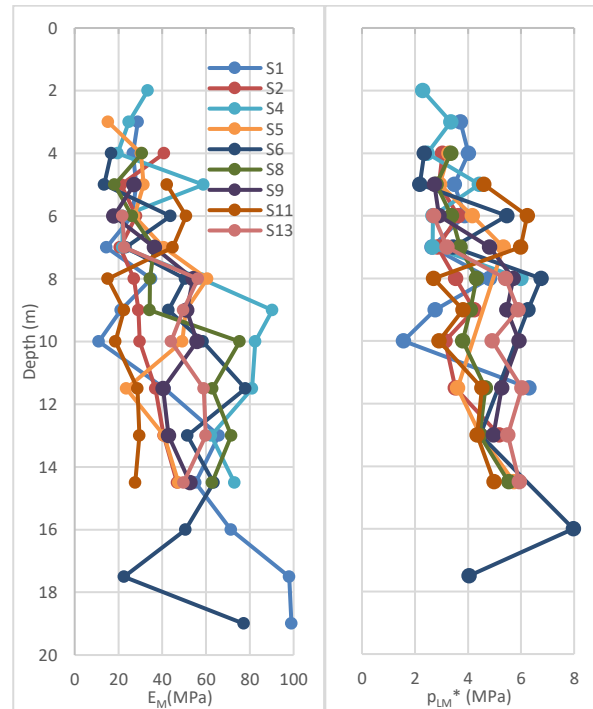 0
2
4
6
8
10
12
14
16
18
20
Depth (m)
S1
S2
S4
S5
S6
S8
S9
S11
S13
0 20 40 60 80 100
E_M(MPa)
0 2 4 6 8
p_LM* (MPa)